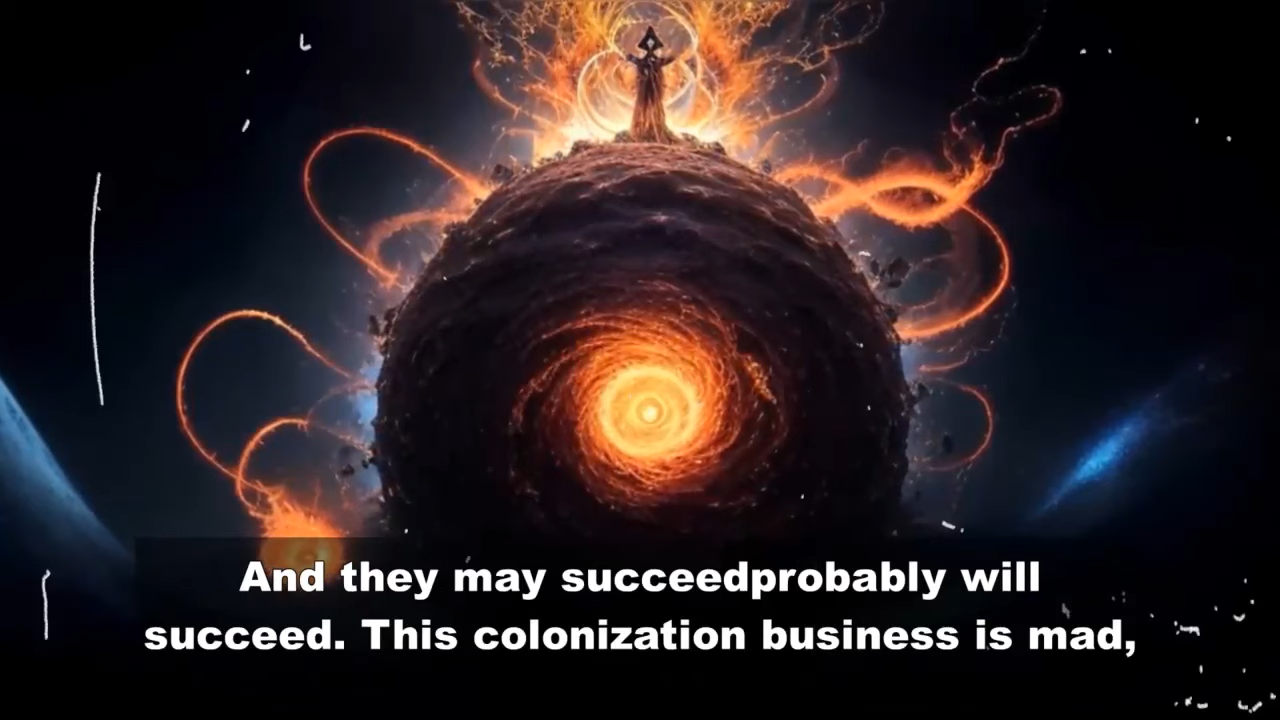 And they may succeedprobably will
succeed. This colonization business is mad,